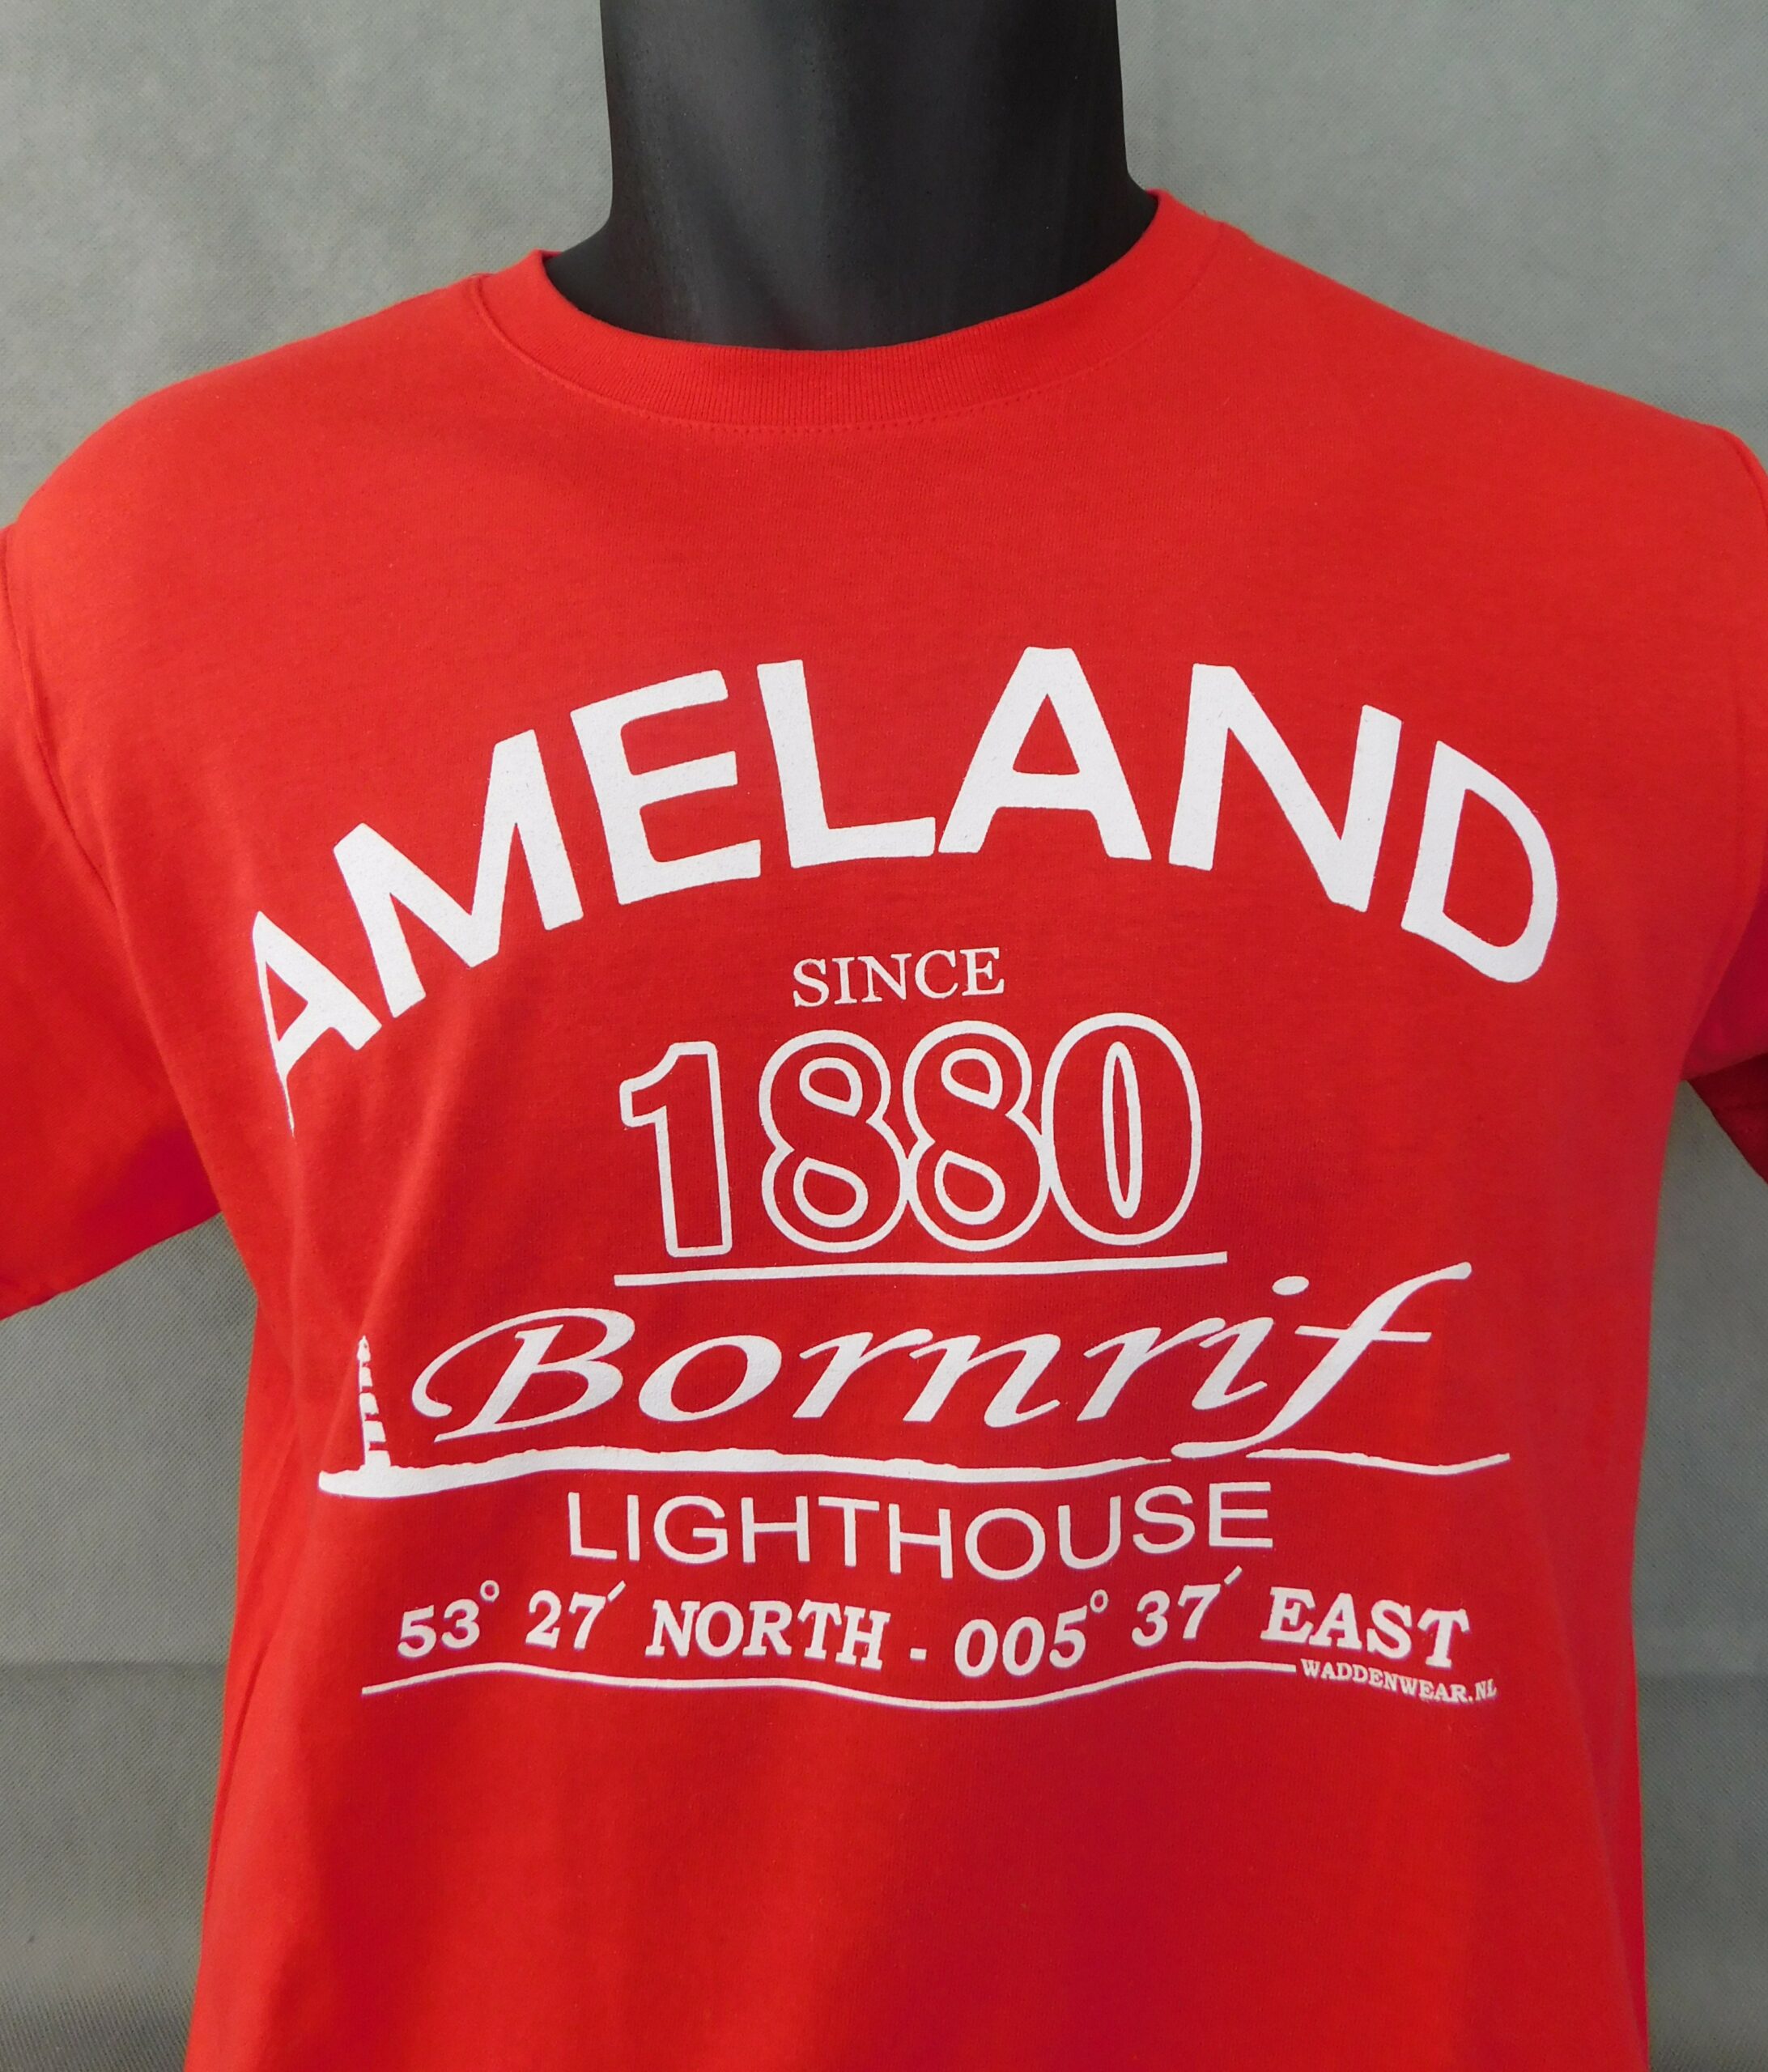 AMELAND
SINCE
1880
Bornrif
LIGHTHOUSE
53° 27′ NORTH - 005° 37′ EAST
WADDENWEAR.NL